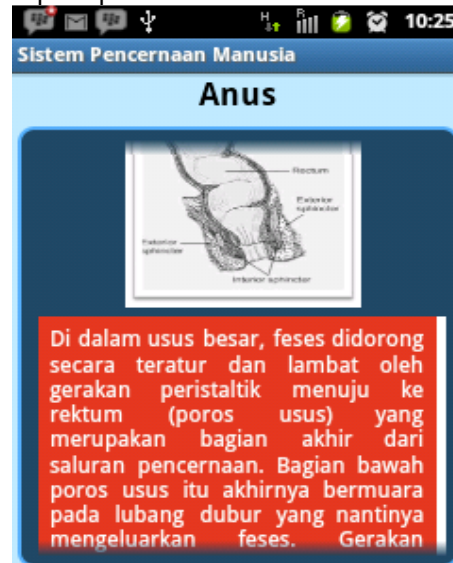 H R 10:25
Sistem Pencernaan Manusia
Anus
Rectum
Exterior
sphincter
Exterior
sphincter
Interior sphincter
Di dalam usus besar, feses didorong
secara teratur dan lambat oleh
gerakan peristaltik menuju ke
rektum (poros usus) yang
merupakan bagian akhir dari
saluran pencernaan. Bagian bawah
poros usus itu akhirnya bermuara
pada lubang dubur yang nantinya
mengeluarkan feses. Gerakan